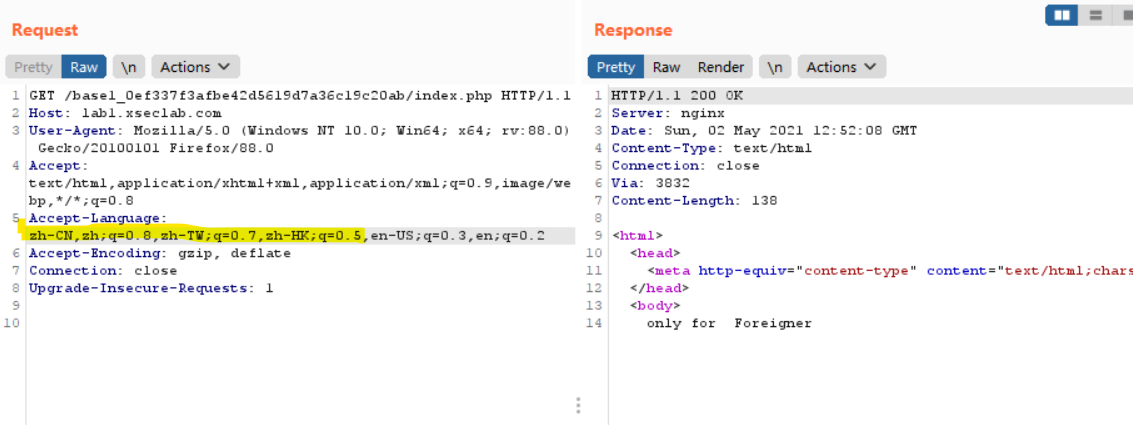 Request
Response
Pretty Raw \n Actions
Pretty Raw Render \n Actions
1 GET /base1_0ef337f3afbe42d5619d7a36c19c20ab/index.php HTTP/1.1
2 Host: lab1.xseclab.com
3 User-Agent: Mozilla/5.0 (Windows NT 10.0; Win64; x64; rv:88.0)
Gecko/20100101 Firefox/88.0
4 Accept:
text/html,application/xhtml+xml,application/xml;q=0.9,image/we
bp,*/*;q=0.8
5 Accept-Language:
zh-CN,zh;q=0.8,zh-TW;q=0.7,zh-HK;q=0.5,en-US;q=0.3,en;q=0.2
6 Accept-Encoding: gzip, deflate
7 Connection: close
8 Upgrade-Insecure-Requests: 1
9
10
1 HTTP/1.1 200 OK
2 Server: nginx
3 Date: Sun, 02 May 2021 12:52:08 GMT
4 Content-Type: text/html
5 Connection: close
6 Via: 3832
7 Content-Length: 138
8
9 <html>
10 <head>
11 <meta http-equiv="content-type" content="text/html;chars
12 </head>
13 <body>
14 only for Foreigner